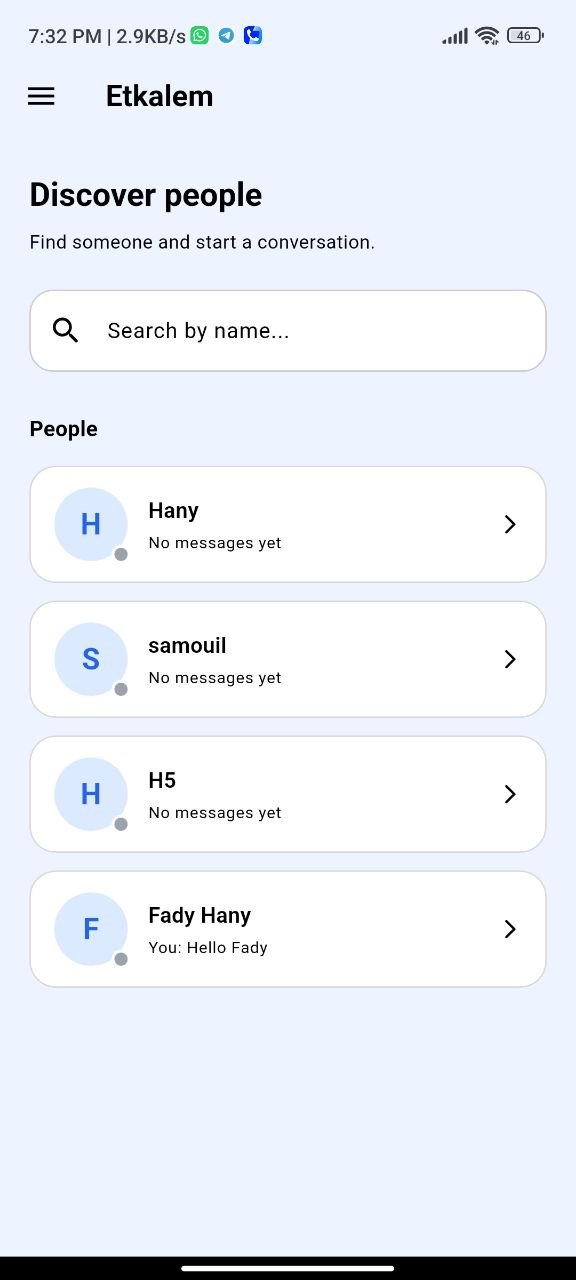 7:32 PM | 2.9KB/s
46
Etkalem
Discover people
Find someone and start a conversation.
Search by name...
People
H
Hany
No messages yet
S
samouil
No messages yet
H
H5
No messages yet
F
Fady Hany
You: Hello Fady